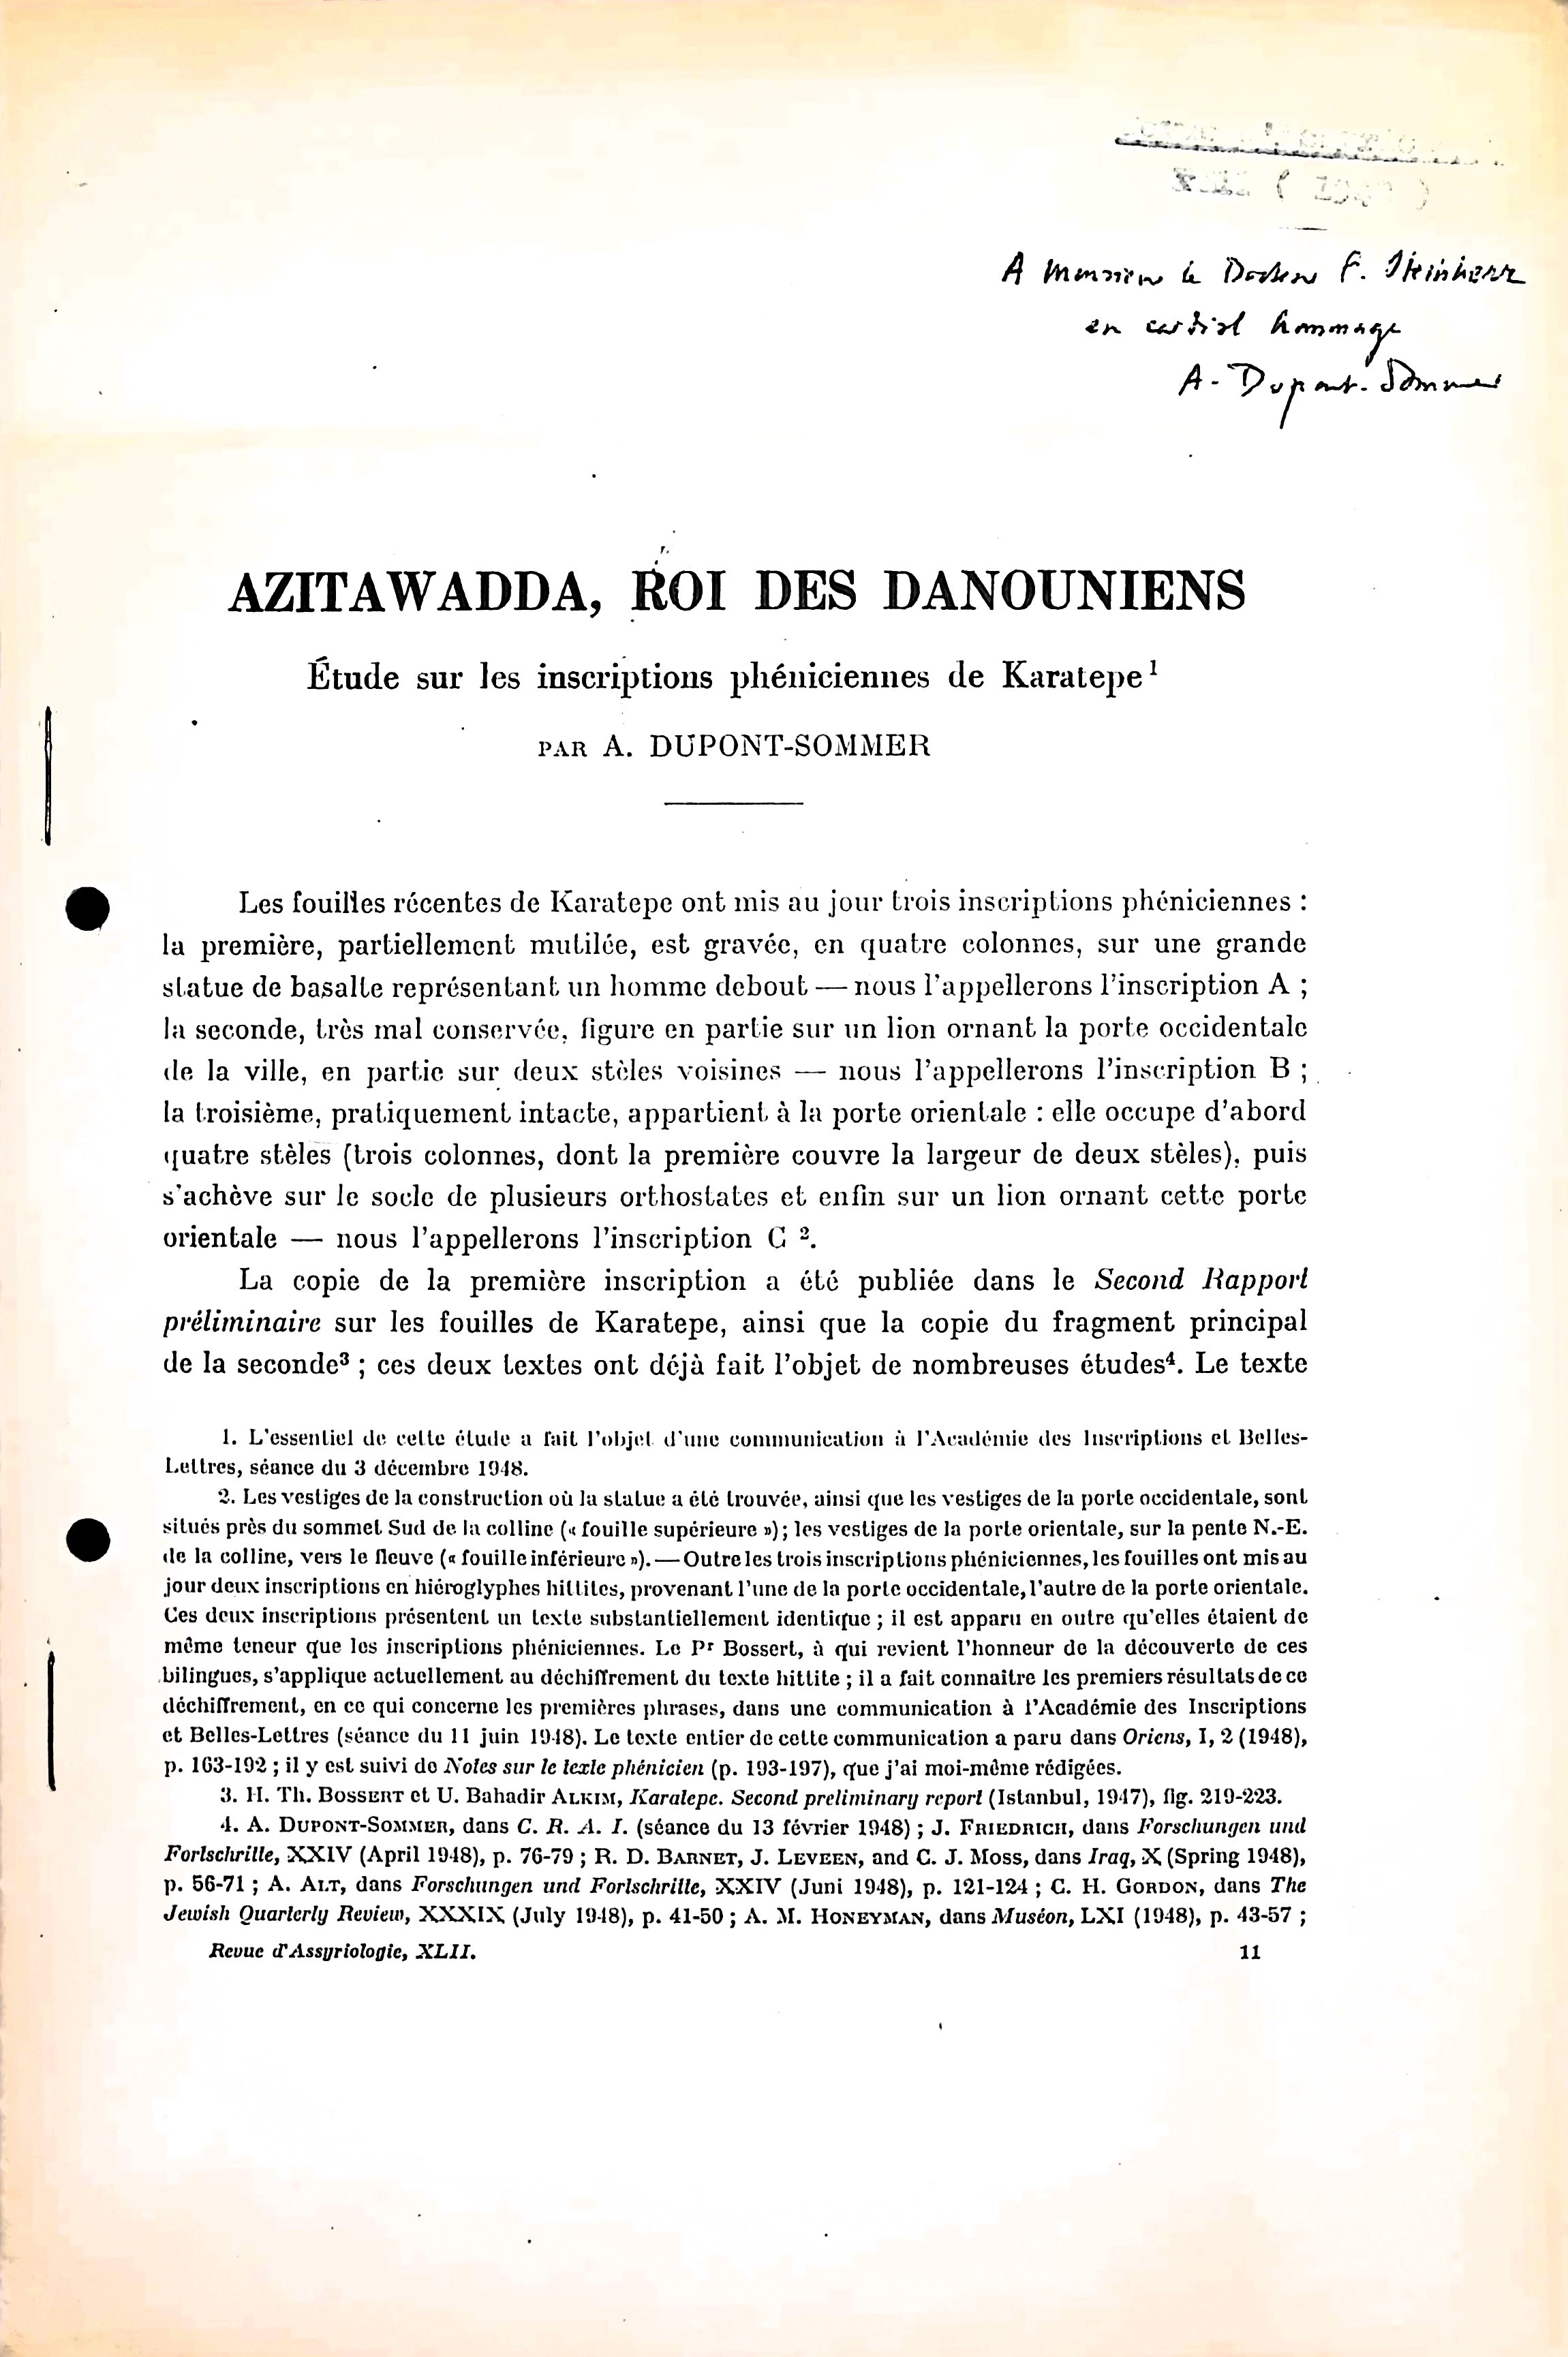 A Monsieur le Docteur F. Steinherr
en cordial hommage
A. Dupont-Sommer
AZITAWADDA, ROI DES DANOUNIENS
Étude sur les inscriptions phéniciennes de Karatepe¹
PAR A. DUPONT-SOMMER
Les fouilles récentes de Karatepe ont mis au jour trois inscriptions phéniciennes :
la première, partiellement mutilée, est gravée, en quatre colonnes, sur une grande
statue de basalte représentant un homme debout — nous l'appellerons l'inscription A ;
la seconde, très mal conservée, figure en partie sur un lion ornant la porte occidentale
de la ville, en partie sur deux stèles voisines — nous l'appellerons l'inscription B ;
la troisième, pratiquement intacte, appartient à la porte orientale : elle occupe d'abord
quatre stèles (trois colonnes, dont la première couvre la largeur de deux stèles), puis
s'achève sur le socle de plusieurs orthostates et enfin sur un lion ornant cette porte
orientale — nous l'appellerons l'inscription C ².
La copie de la première inscription a été publiée dans le Second Rapport
préliminaire sur les fouilles de Karatepe, ainsi que la copie du fragment principal
de la seconde³ ; ces deux textes ont déjà fait l'objet de nombreuses études⁴. Le texte
1. L'essentiel de cette étude a fait l'objet d'une communication à l'Académie des Inscriptions et Belles-
Lettres, séance du 3 décembre 1948.
2. Les vestiges de la construction où la statue a été trouvée, ainsi que les vestiges de la porte occidentale, sont
situés près du sommet Sud de la colline (« fouille supérieure ») ; les vestiges de la porte orientale, sur la pente N.-E.
de la colline, vers le fleuve (« fouille inférieure »). — Outre les trois inscriptions phéniciennes, les fouilles ont mis au
jour deux inscriptions en hiéroglyphes hittites, provenant l'une de la porte occidentale, l'autre de la porte orientale.
Ces deux inscriptions présentent un texte substantiellement identique ; il est apparu en outre qu'elles étaient de
même teneur que les inscriptions phéniciennes. Le Pʳ Bossert, à qui revient l'honneur de la découverte de ces
bilingues, s'applique actuellement au déchiffrement du texte hittite ; il a fait connaître les premiers résultats de ce
déchiffrement, en ce qui concerne les premières phrases, dans une communication à l'Académie des Inscriptions
et Belles-Lettres (séance du 11 juin 1948). Le texte entier de cette communication a paru dans Oriens, I, 2 (1948),
p. 163-192 ; il y est suivi de Notes sur le texte phénicien (p. 193-197), que j'ai moi-même rédigées.
3. H. Th. BOSSERT et U. Bahadir ALKIM, Karatepe. Second preliminary report (Istanbul, 1947), fig. 219-223.
4. A. DUPONT-SOMMER, dans C. R. A. I. (séance du 13 février 1948) ; J. FRIEDRICH, dans Forschungen und
Fortschritte, XXIV (April 1948), p. 76-79 ; R. D. BARNET, J. LEVEEN, and C. J. MOSS, dans Iraq, X (Spring 1948),
p. 56-71 ; A. ALT, dans Forschungen und Fortschritte, XXIV (Juni 1948), p. 121-124 ; C. H. GORDON, dans The
Jewish Quarterly Review, XXXIX (July 1948), p. 41-50 ; A. M. HONEYMAN, dans Muséon, LXI (1948), p. 43-57 ;
Revue d'Assyriologie, XLII. 11